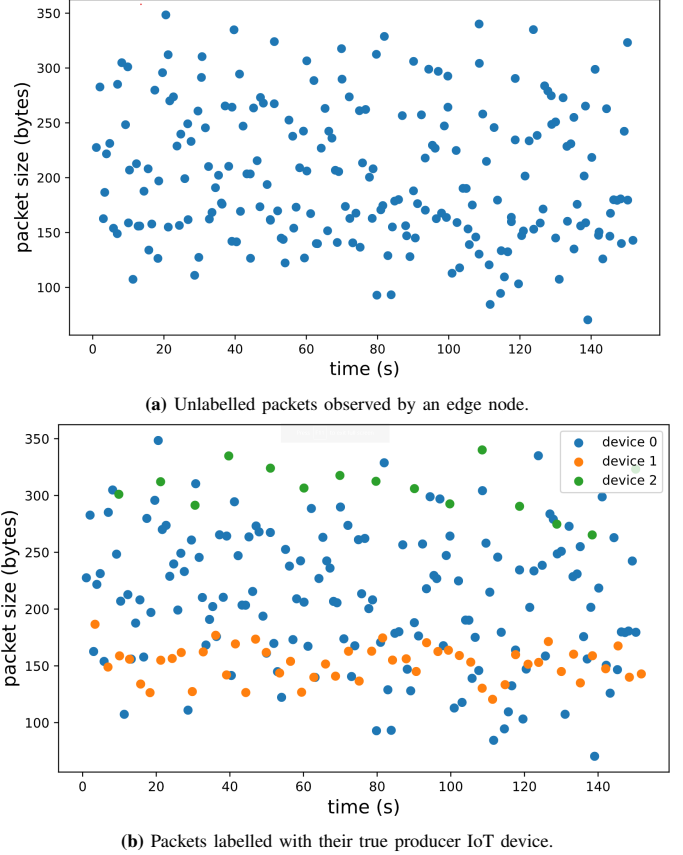 350
300
250
200
150
100
packet size (bytes)
0 20 40 60 80 100 120 140
time (s)
(a) Unlabelled packets observed by an edge node.
350
300
250
200
150
100
packet size (bytes)
device 0
device 1
device 2
0 20 40 60 80 100 120 140
time (s)
(b) Packets labelled with their true producer IoT device.